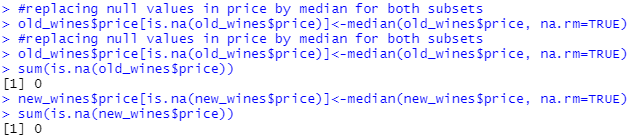 > #replacing null values in price by median for both subsets
> old_wines$price[is.na(old_wines$price)]<-median(old_wines$price, na.rm=TRUE)
> #replacing null values in price by median for both subsets
> old_wines$price[is.na(old_wines$price)]<-median(old_wines$price, na.rm=TRUE)
> sum(is.na(old_wines$price))
[1] 0
> new_wines$price[is.na(new_wines$price)]<-median(new_wines$price, na.rm=TRUE)
> sum(is.na(new_wines$price))
[1] 0